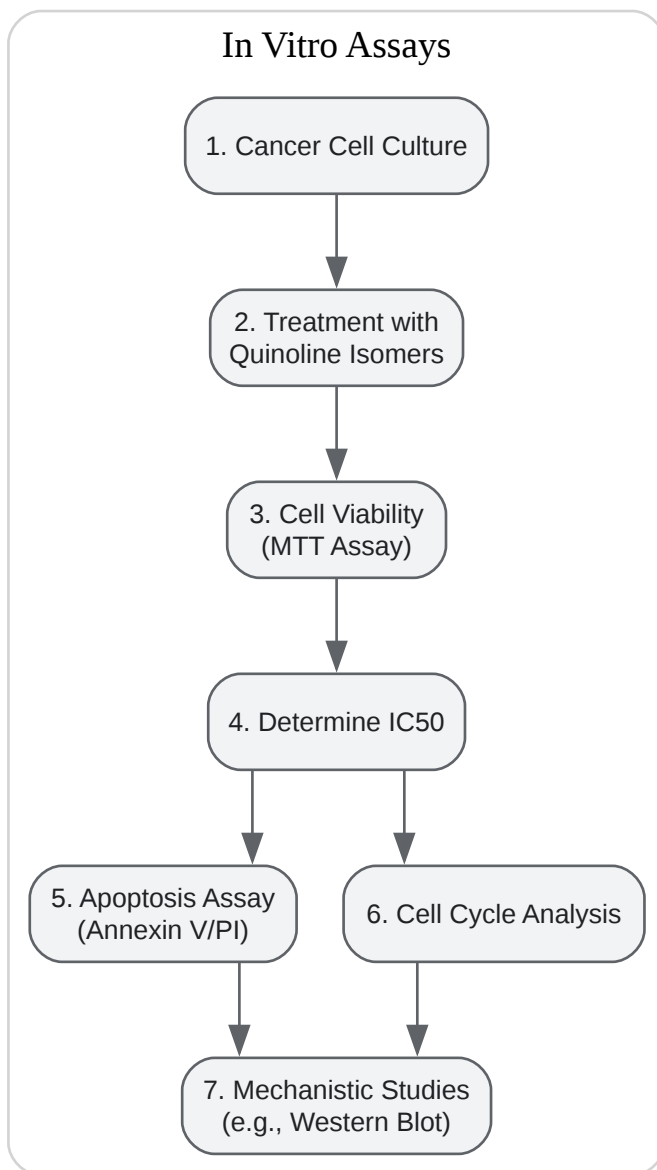 In Vitro Assays
1. Cancer Cell Culture
2. Treatment with
Quinoline Isomers
3. Cell Viability
(MTT Assay)
4. Determine IC50
5. Apoptosis Assay
(Annexin V/PI)
6. Cell Cycle Analysis
7. Mechanistic Studies
(e.g., Western Blot)